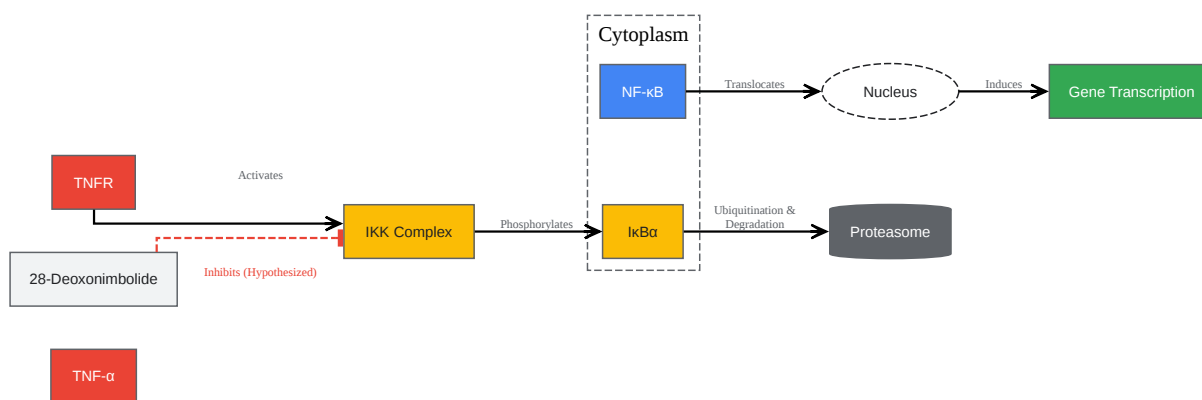 Cytoplasm
NF-κB
Translocates
Nucleus
Induces
Gene Transcription
TNFR
Activates
IKK Complex
Phosphorylates
IκBα
Ubiquitination &
Degradation
Proteasome
28-Deoxonimbolide
Inhibits (Hypothesized)
TNF-α